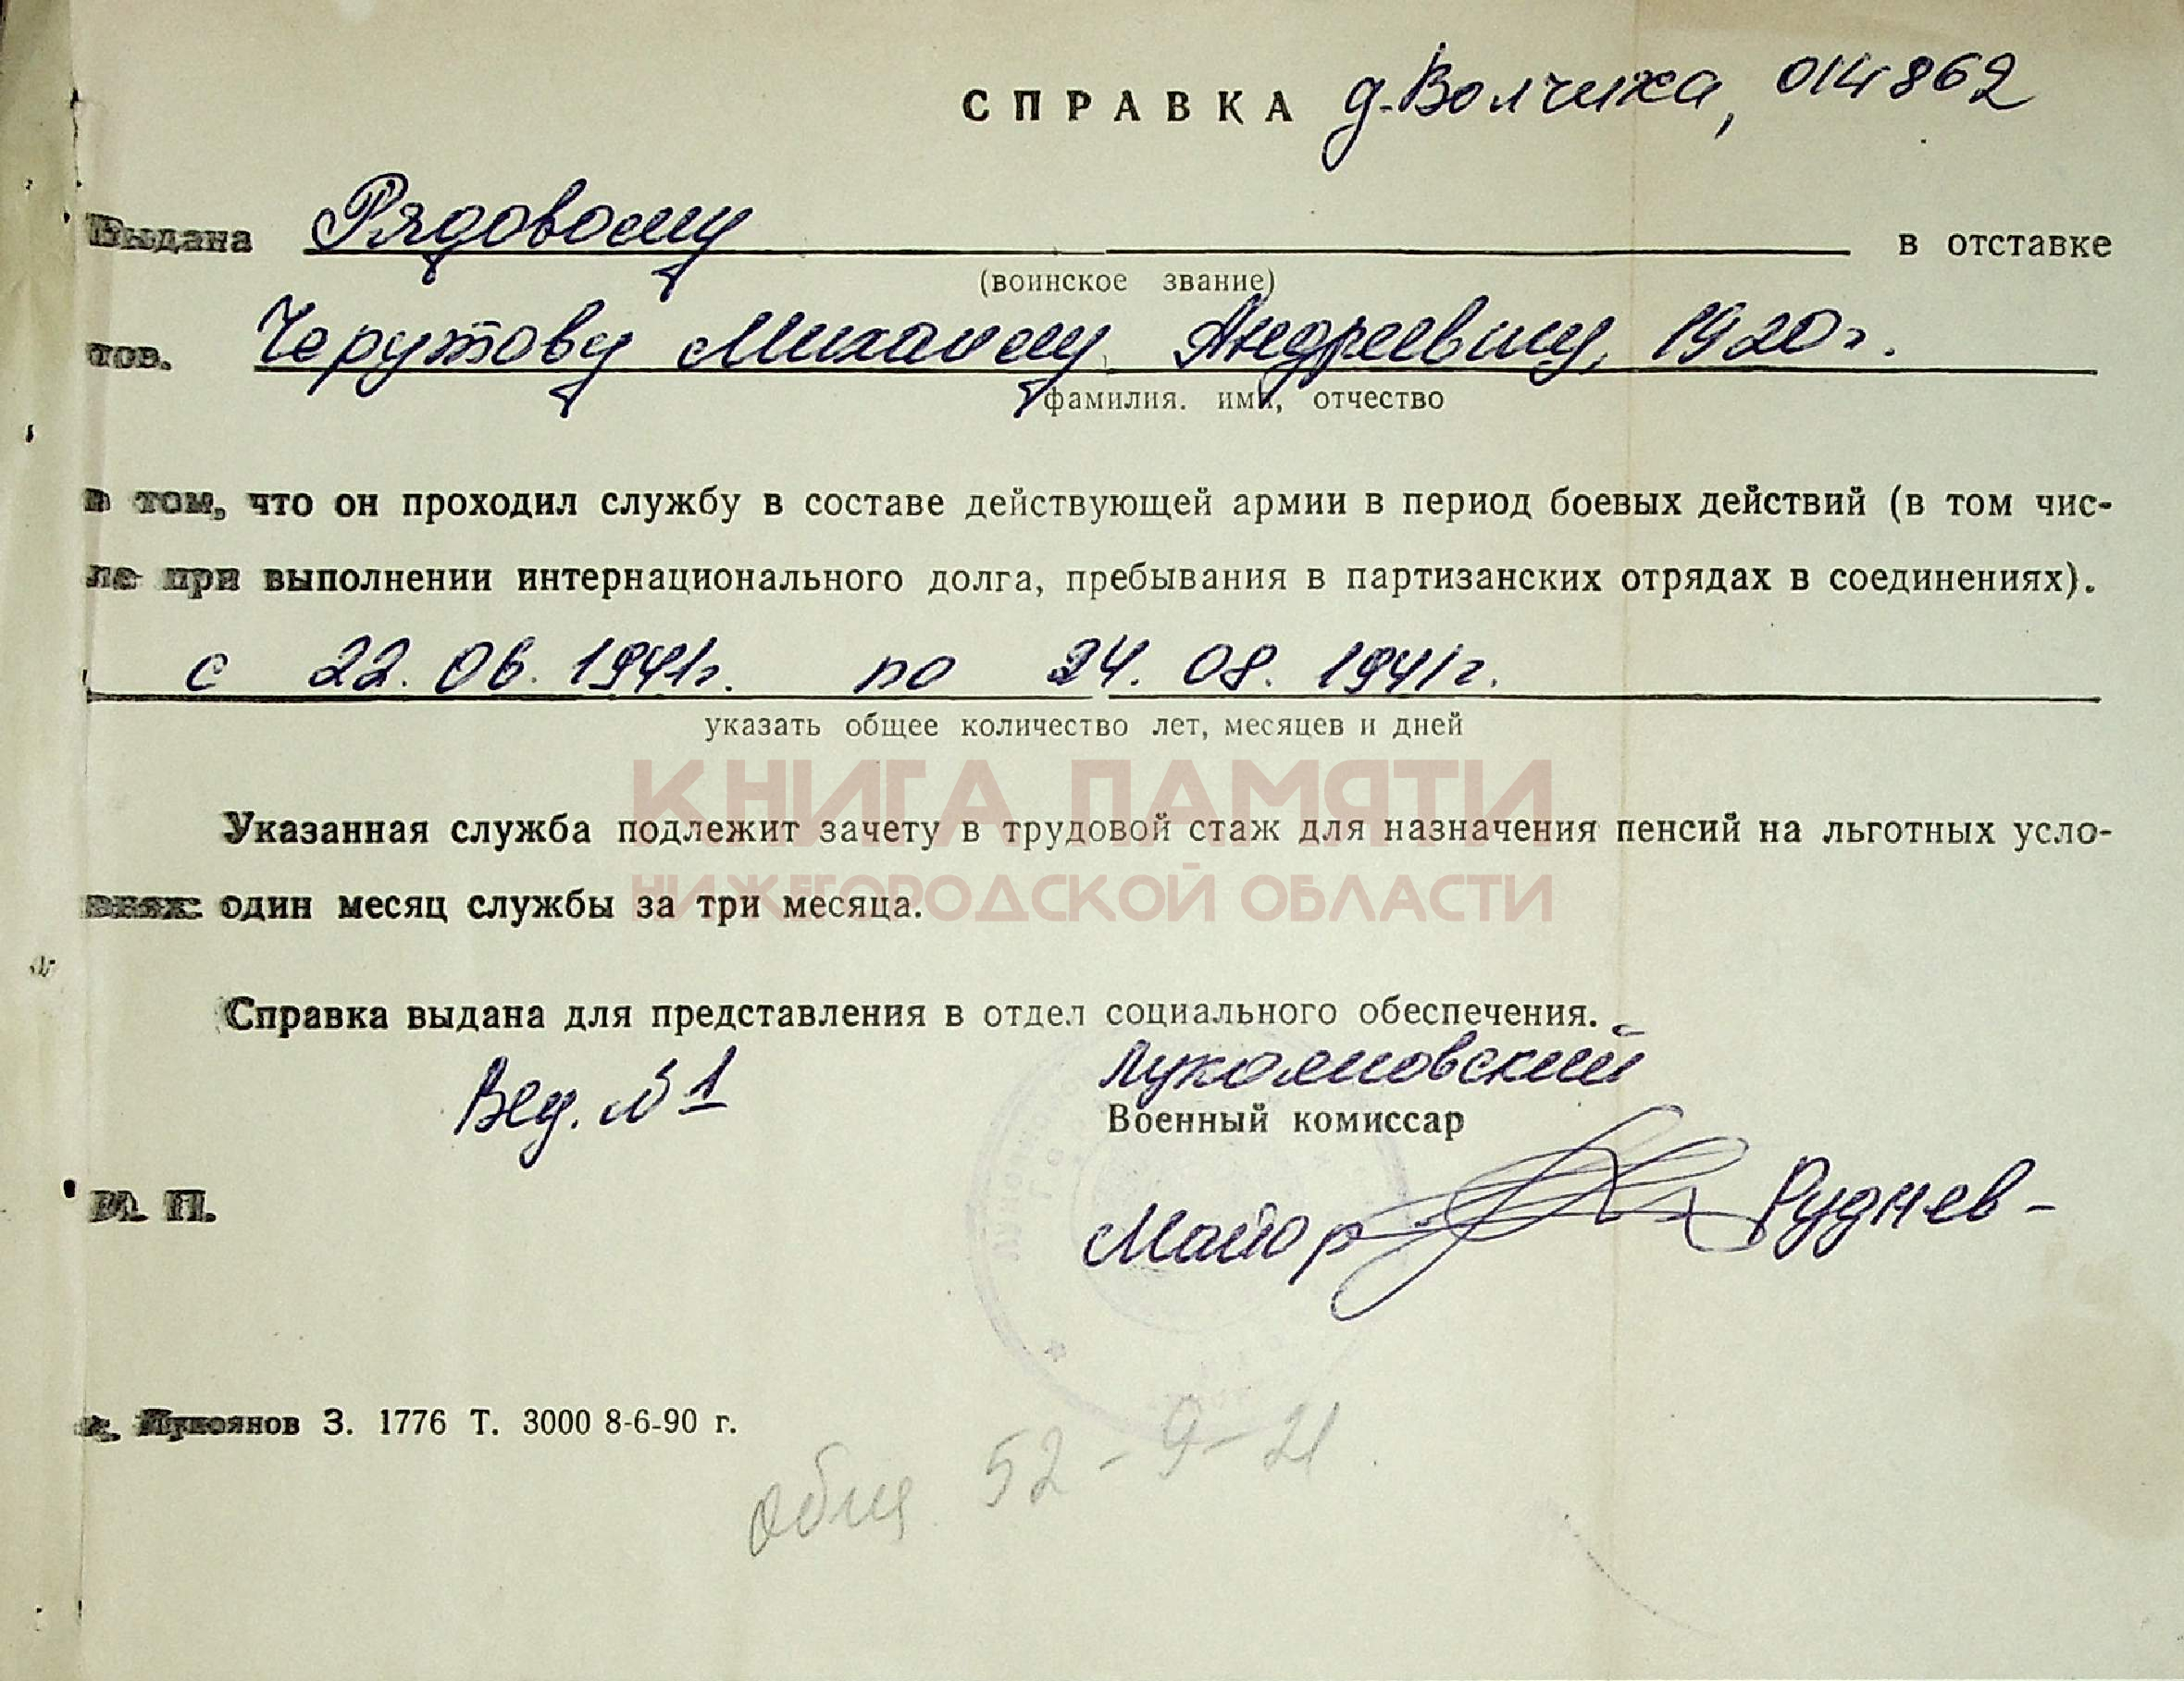 СПРАВКА д. Волчиха, 014862
Выдана Рядовому в отставке
(воинское звание)
тов. Черутову Михаилу Андреевичу, 1920 г.
фамилия. имя, отчество
в том, что он проходил службу в составе действующей армии в период боевых действий (в том чис-
ле при выполнении интернационального долга, пребывания в партизанских отрядах в соединениях).
с 22. 06. 1941г. по 24. 08. 1941г.
указать общее количество лет, месяцев и дней
КНИГА ПАМЯТИ
Указанная служба подлежит зачету в трудовой стаж для назначения пенсий на льготных усло-
НИЖЕГОРОДСКОЙ ОБЛАСТИ
виях: один месяц службы за три месяца.
Справка выдана для представления в отдел социального обеспечения.
Вед. № 1 Лукояновский
Военный комиссар
М. П.
Майор Руднев
г. Лукоянов З. 1776 Т. 3000 8-6-90 г.
общ 52-9-21